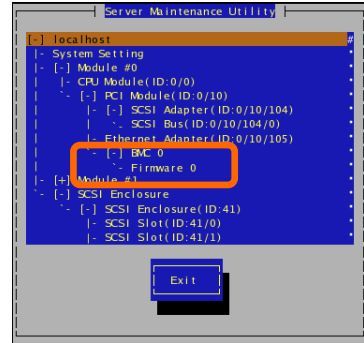 Server Maintenance Utility
[-] localhost #
|- System Setting *
|- [-] Module #0 *
| |- CPU Module(ID:0/0) *
| `- [-] PCI Module(ID:0/10) *
| |- [-] SCSI Adapter(ID:0/10/104) *
| | `- SCSI Bus(ID:0/10/104/0) *
| |- Ethernet Adapter(ID:0/10/105) *
| `- [-] BMC 0 *
| `- Firmware 0 *
|- [+] Module #1 *
`- [-] SCSI Enclosure *
`- [-] SCSI Enclosure(ID:41) *
|- SCSI Slot(ID:41/0) *
|- SCSI Slot(ID:41/1) *
Exit